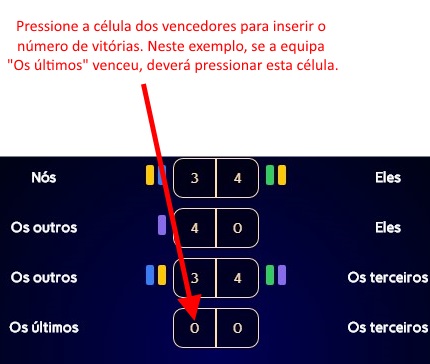 Pressione a célula dos vencedores para inserir o
número de vitórias. Neste exemplo, se a equipa
"Os últimos" venceu, deverá pressionar esta célula.
Nós 3 4 Eles
Os outros 4 0 Eles
Os outros 3 4 Os terceiros
Os últimos 0 0 Os terceiros